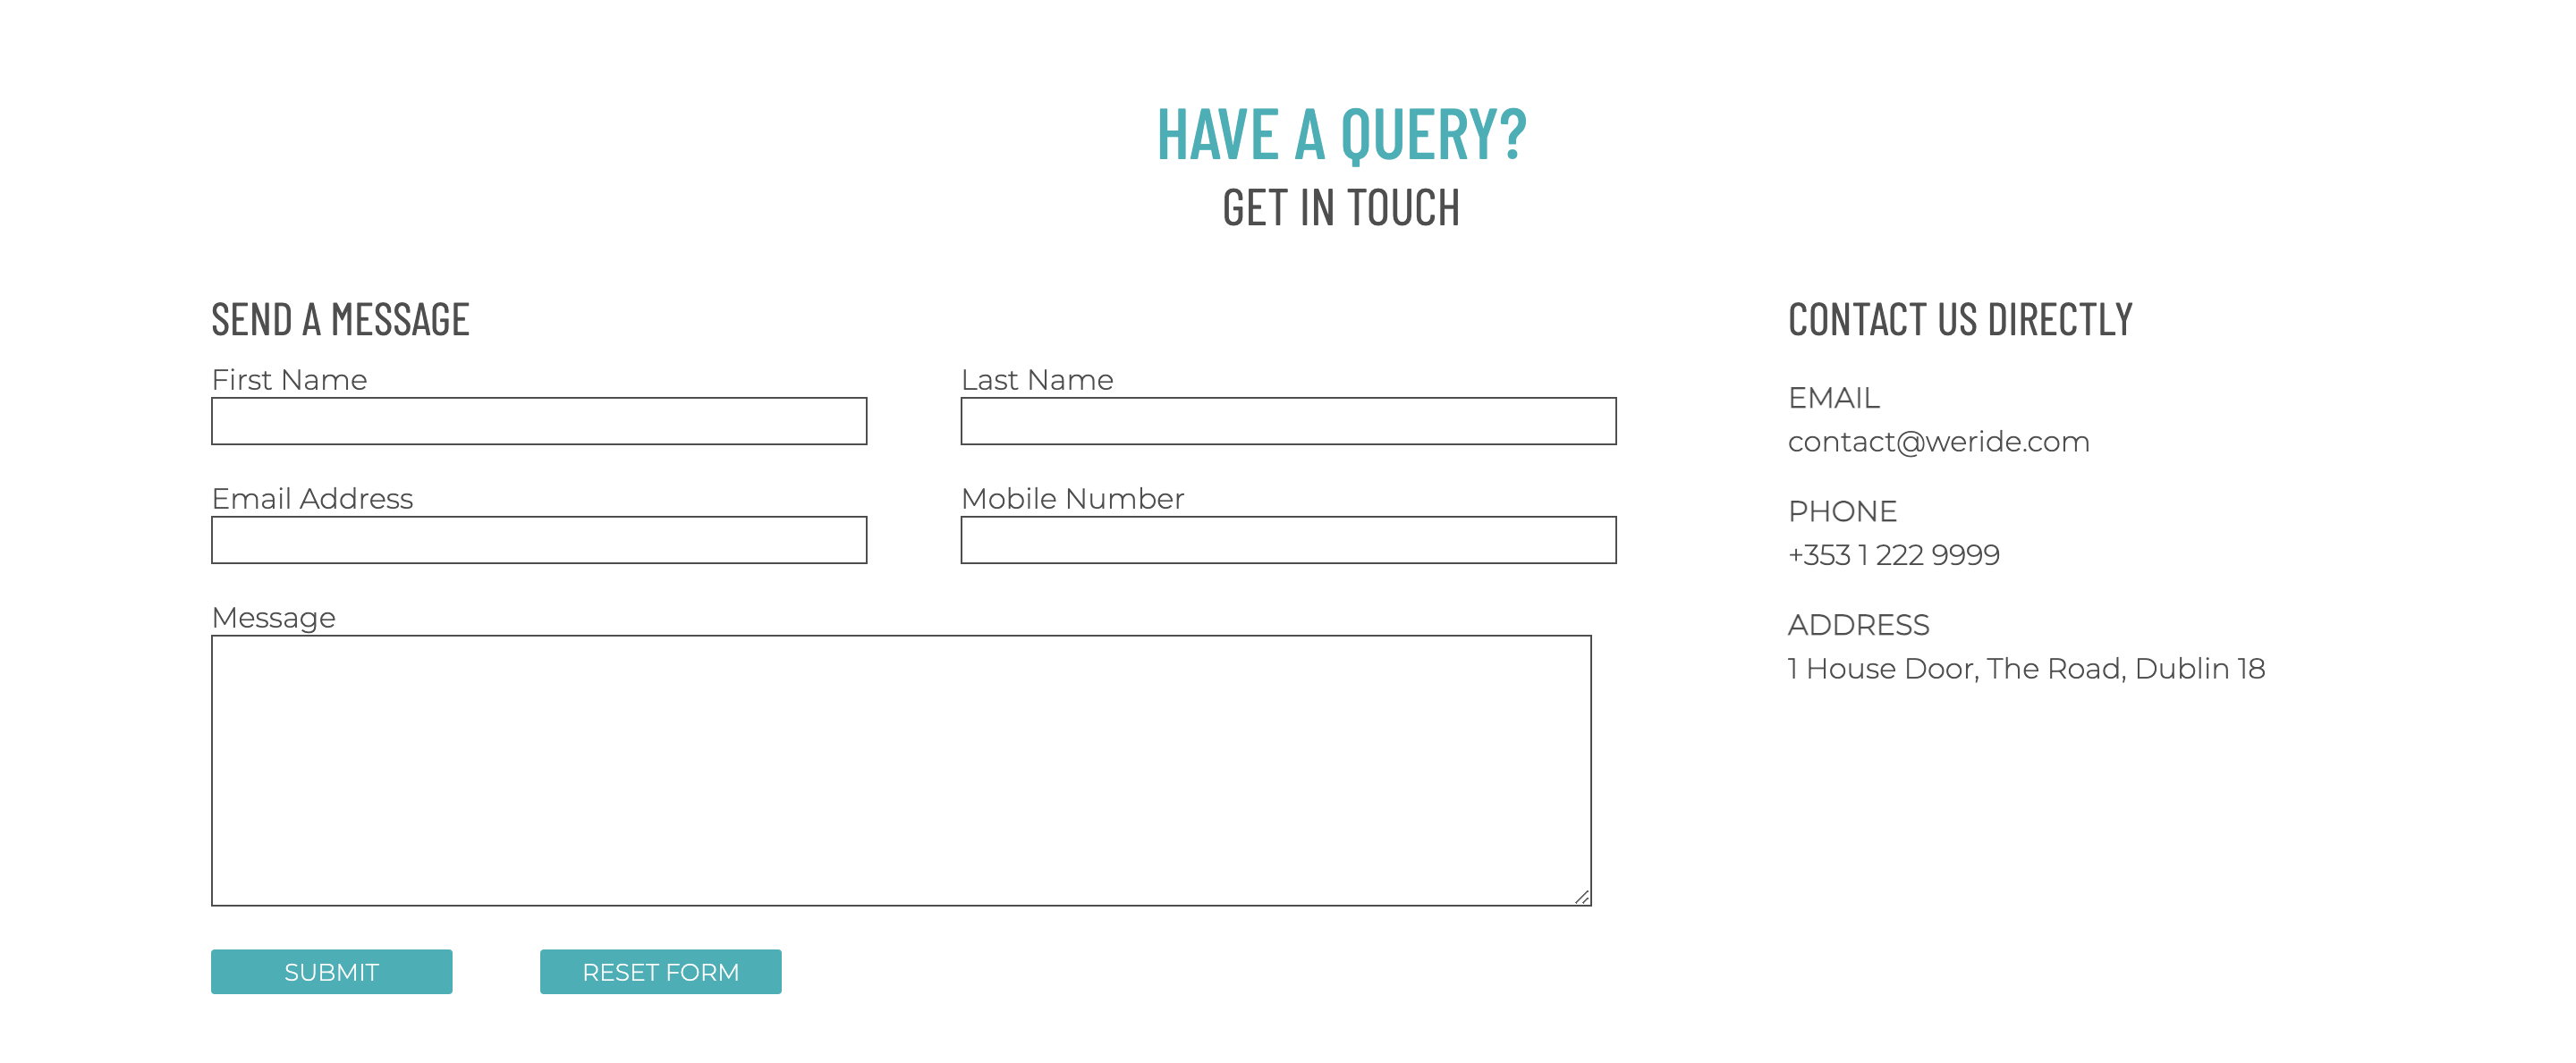 HAVE A QUERY?
GET IN TOUCH
SEND A MESSAGE
First Name
Last Name
Email Address
Mobile Number
Message
SUBMIT
RESET FORM
CONTACT US DIRECTLY
EMAIL
contact@weride.com
PHONE
+353 1 222 9999
ADDRESS
1 House Door, The Road, Dublin 18